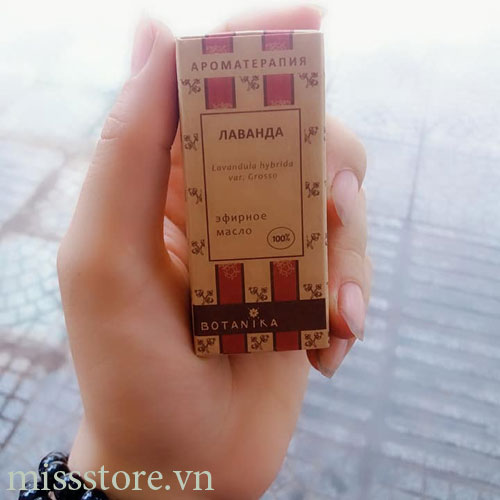 АРОМАТЕРАПИЯ
ЛАВАНДА
Lavandula hybrida
var. Grosso
эфирное
масло
100%
BOTANIKA
missstore.vn